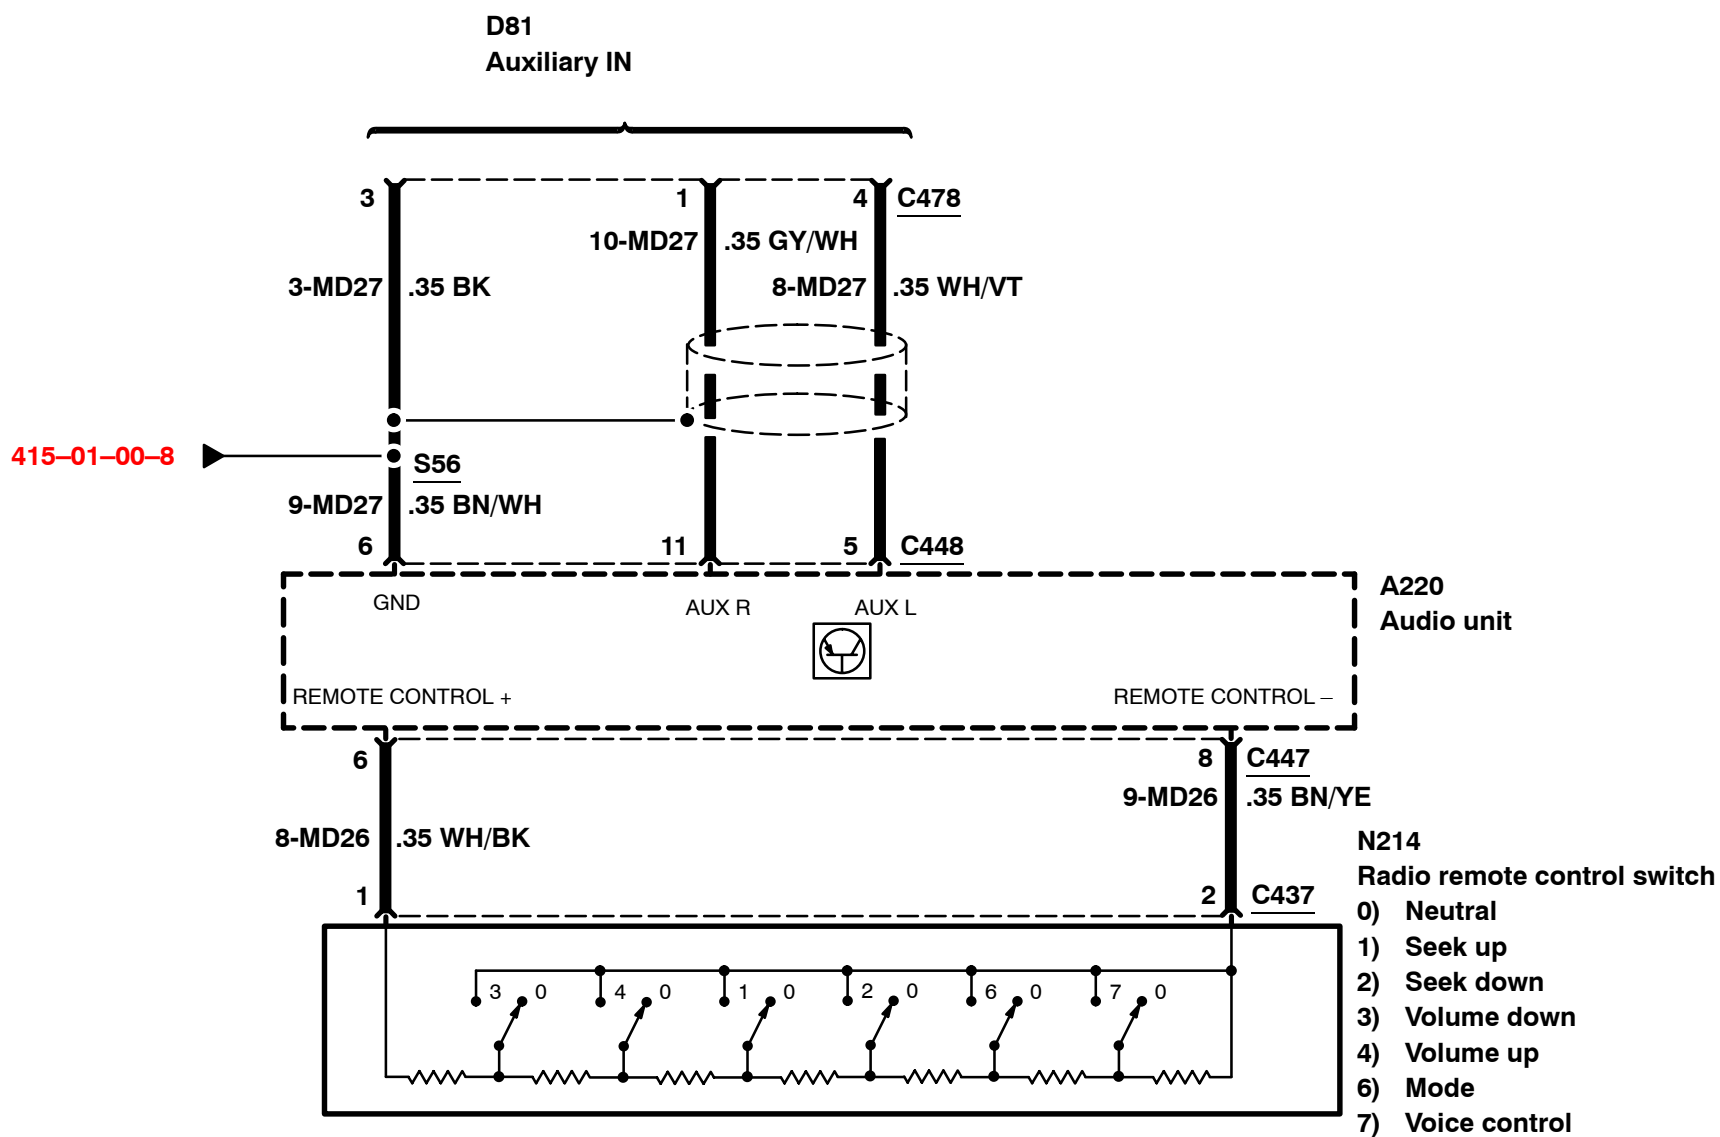 D81
Auxiliary IN
3 1 4 C478
10-MD27 .35 GY/WH
3-MD27 .35 BK 8-MD27 .35 WH/VT
415–01–00–8 S56
9-MD27 .35 BN/WH
6 11 5 C448
A220
GND AUX R AUX L
Audio unit
REMOTE CONTROL + REMOTE CONTROL –
6 8 C447
9-MD26 .35 BN/YE
8-MD26 .35 WH/BK
N214
Radio remote control switch
1 2 C437
0) Neutral
1) Seek up
2) Seek down
3 0 4 0 1 0 2 0 6 0 7 0
3) Volume down
4) Volume up
6) Mode
7) Voice control